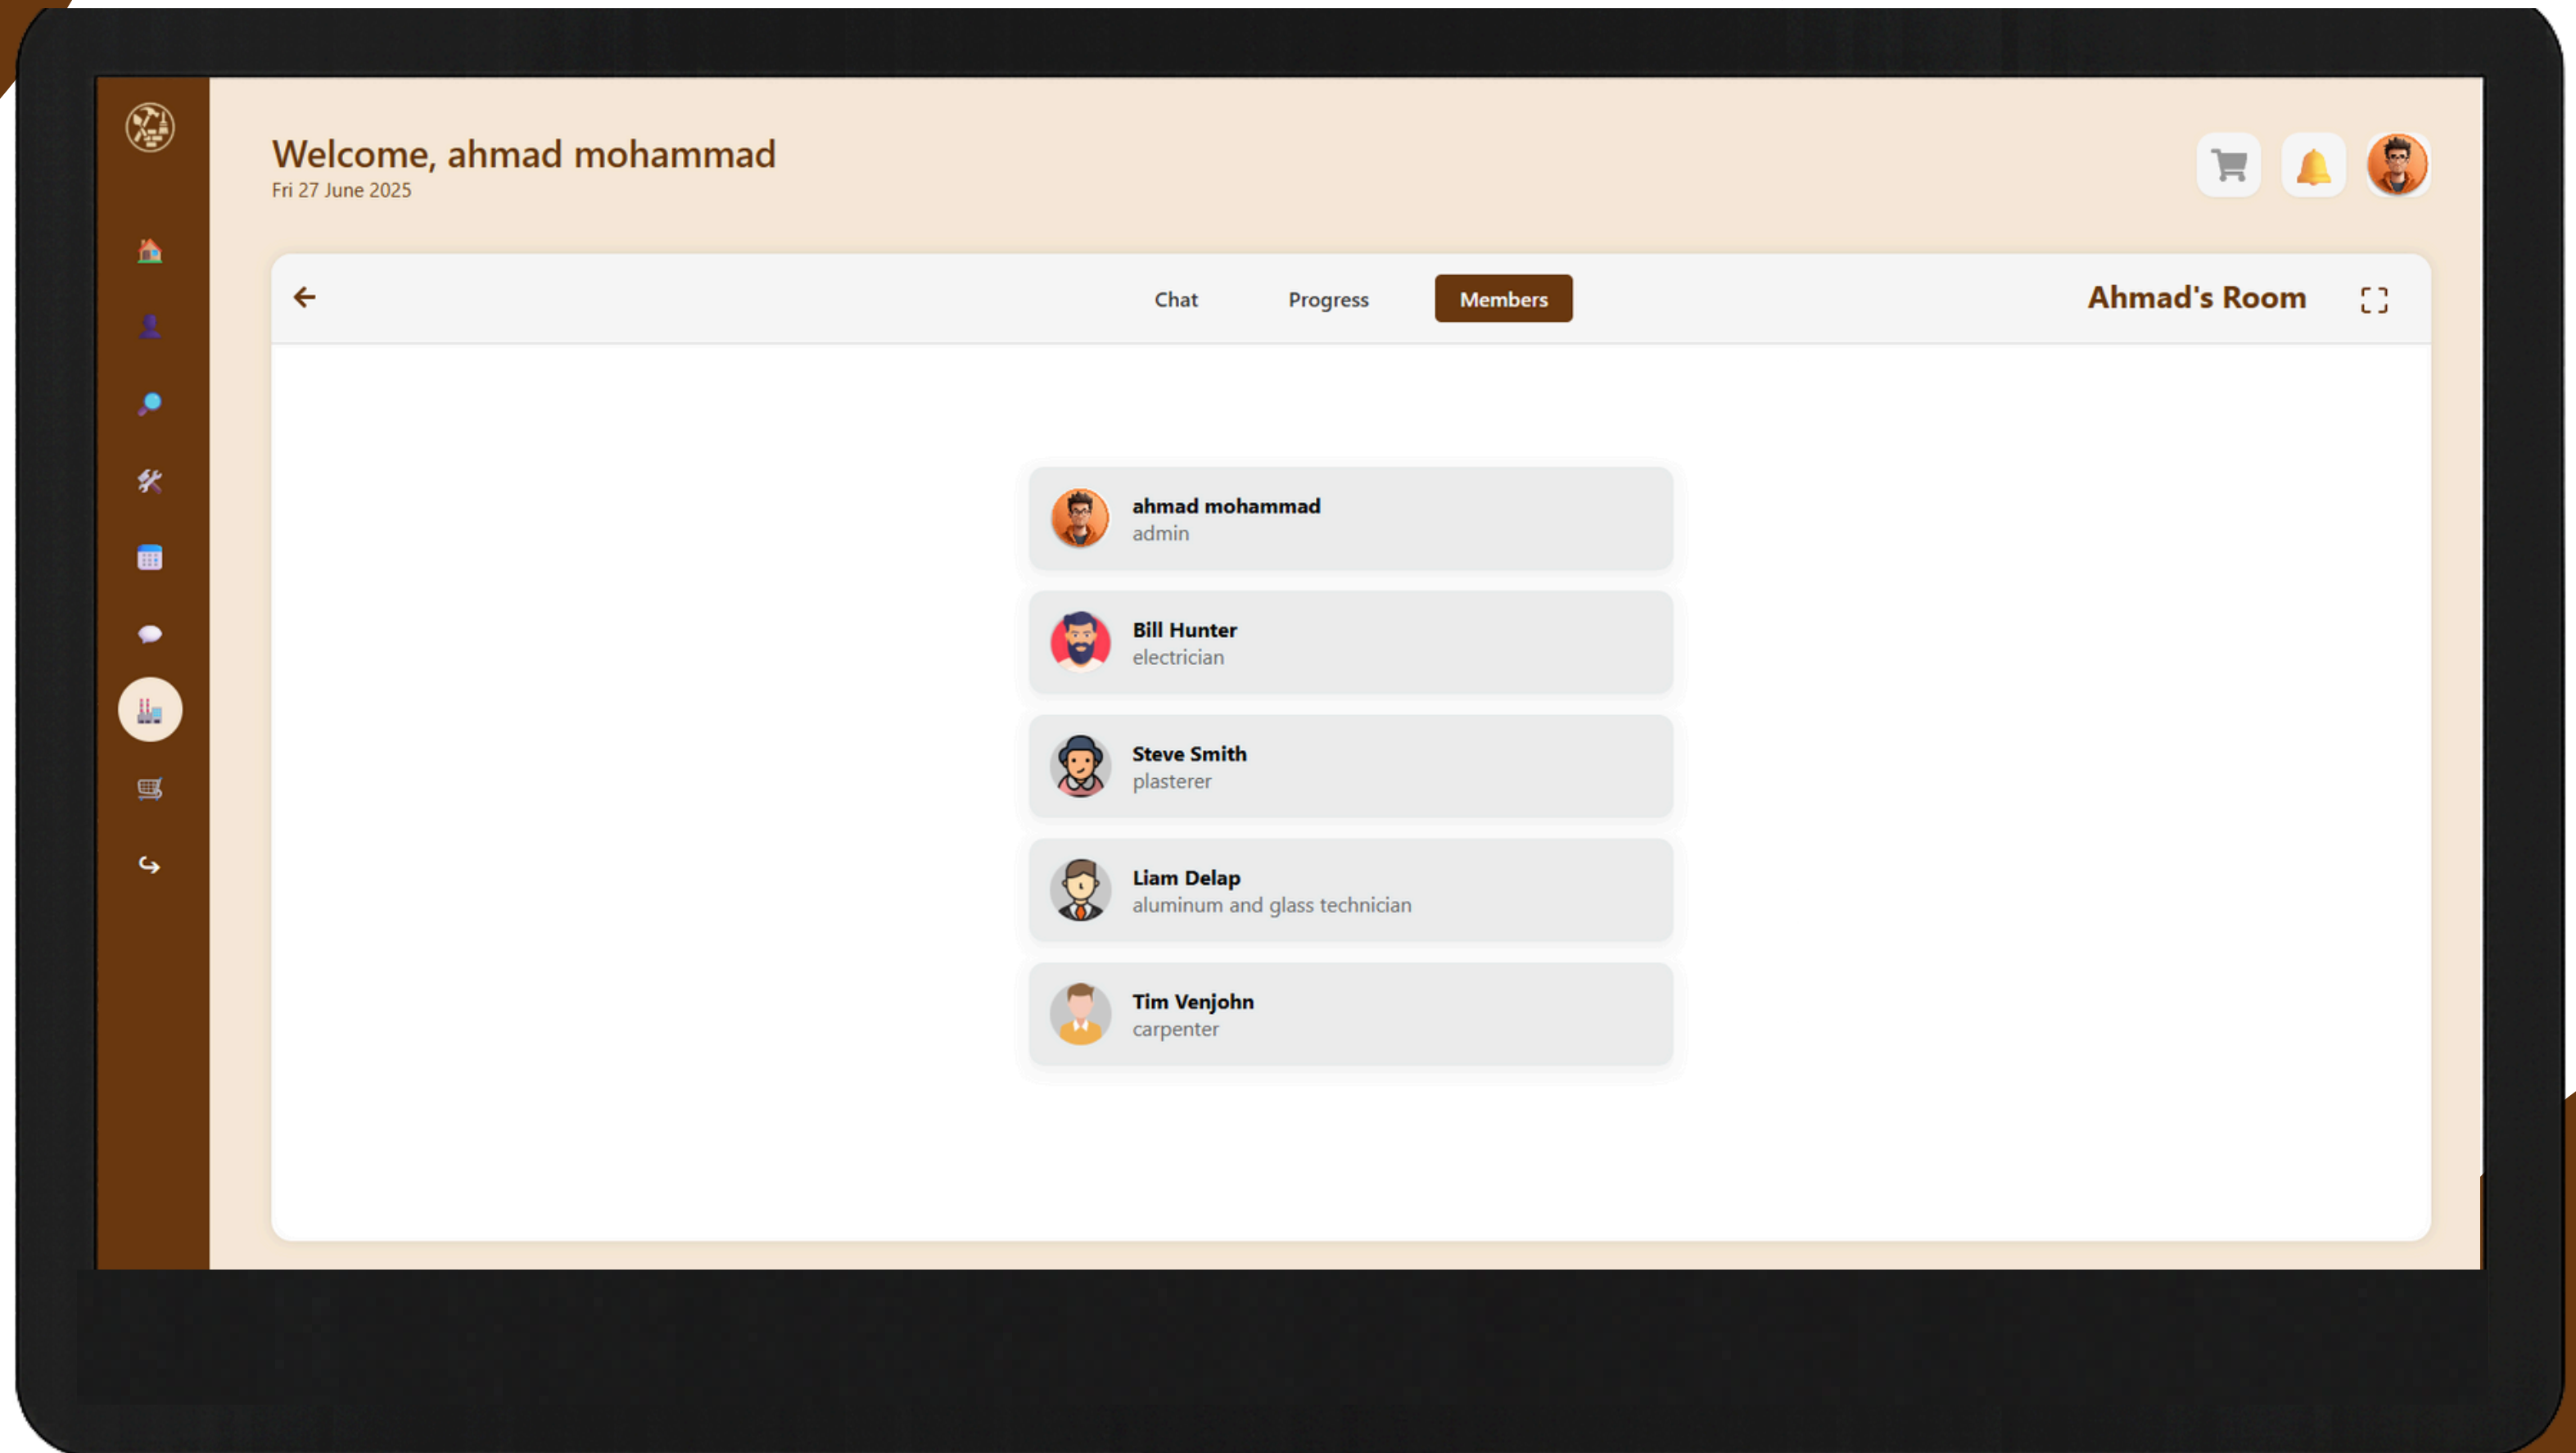 Welcome, ahmad mohammad
Fri 27 June 2025
Chat
Progress
Members
Ahmad's Room
ahmad mohammad
admin
Bill Hunter
electrician
Steve Smith
plasterer
Liam Delap
aluminum and glass technician
Tim Venjohn
carpenter